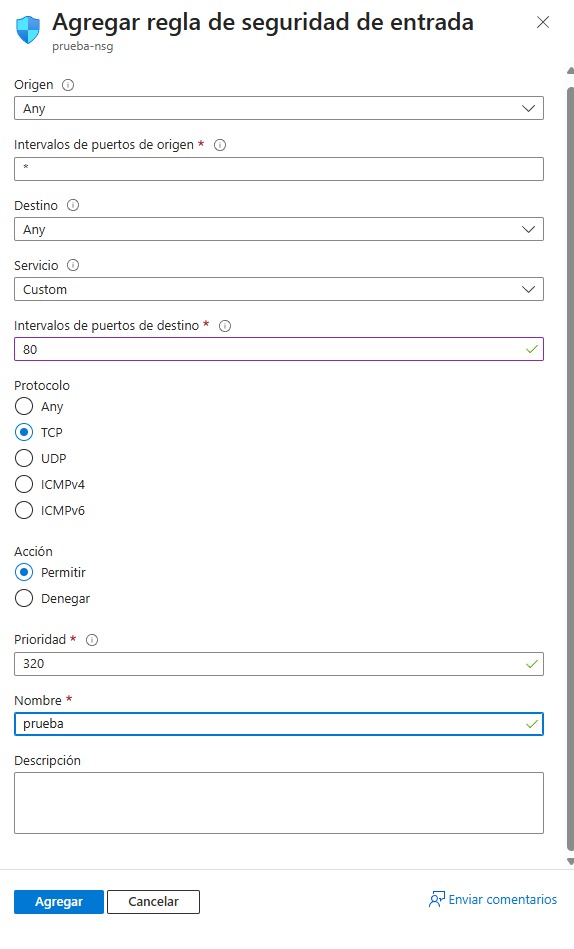 Agregar regla de seguridad de entrada
prueba-nsg
Origen
Any
Intervalos de puertos de origen *
*
Destino
Any
Servicio
Custom
Intervalos de puertos de destino *
80
Protocolo
Any
TCP
UDP
ICMPv4
ICMPv6
Acción
Permitir
Denegar
Prioridad *
320
Nombre *
prueba
Descripción
Agregar Cancelar Enviar comentarios